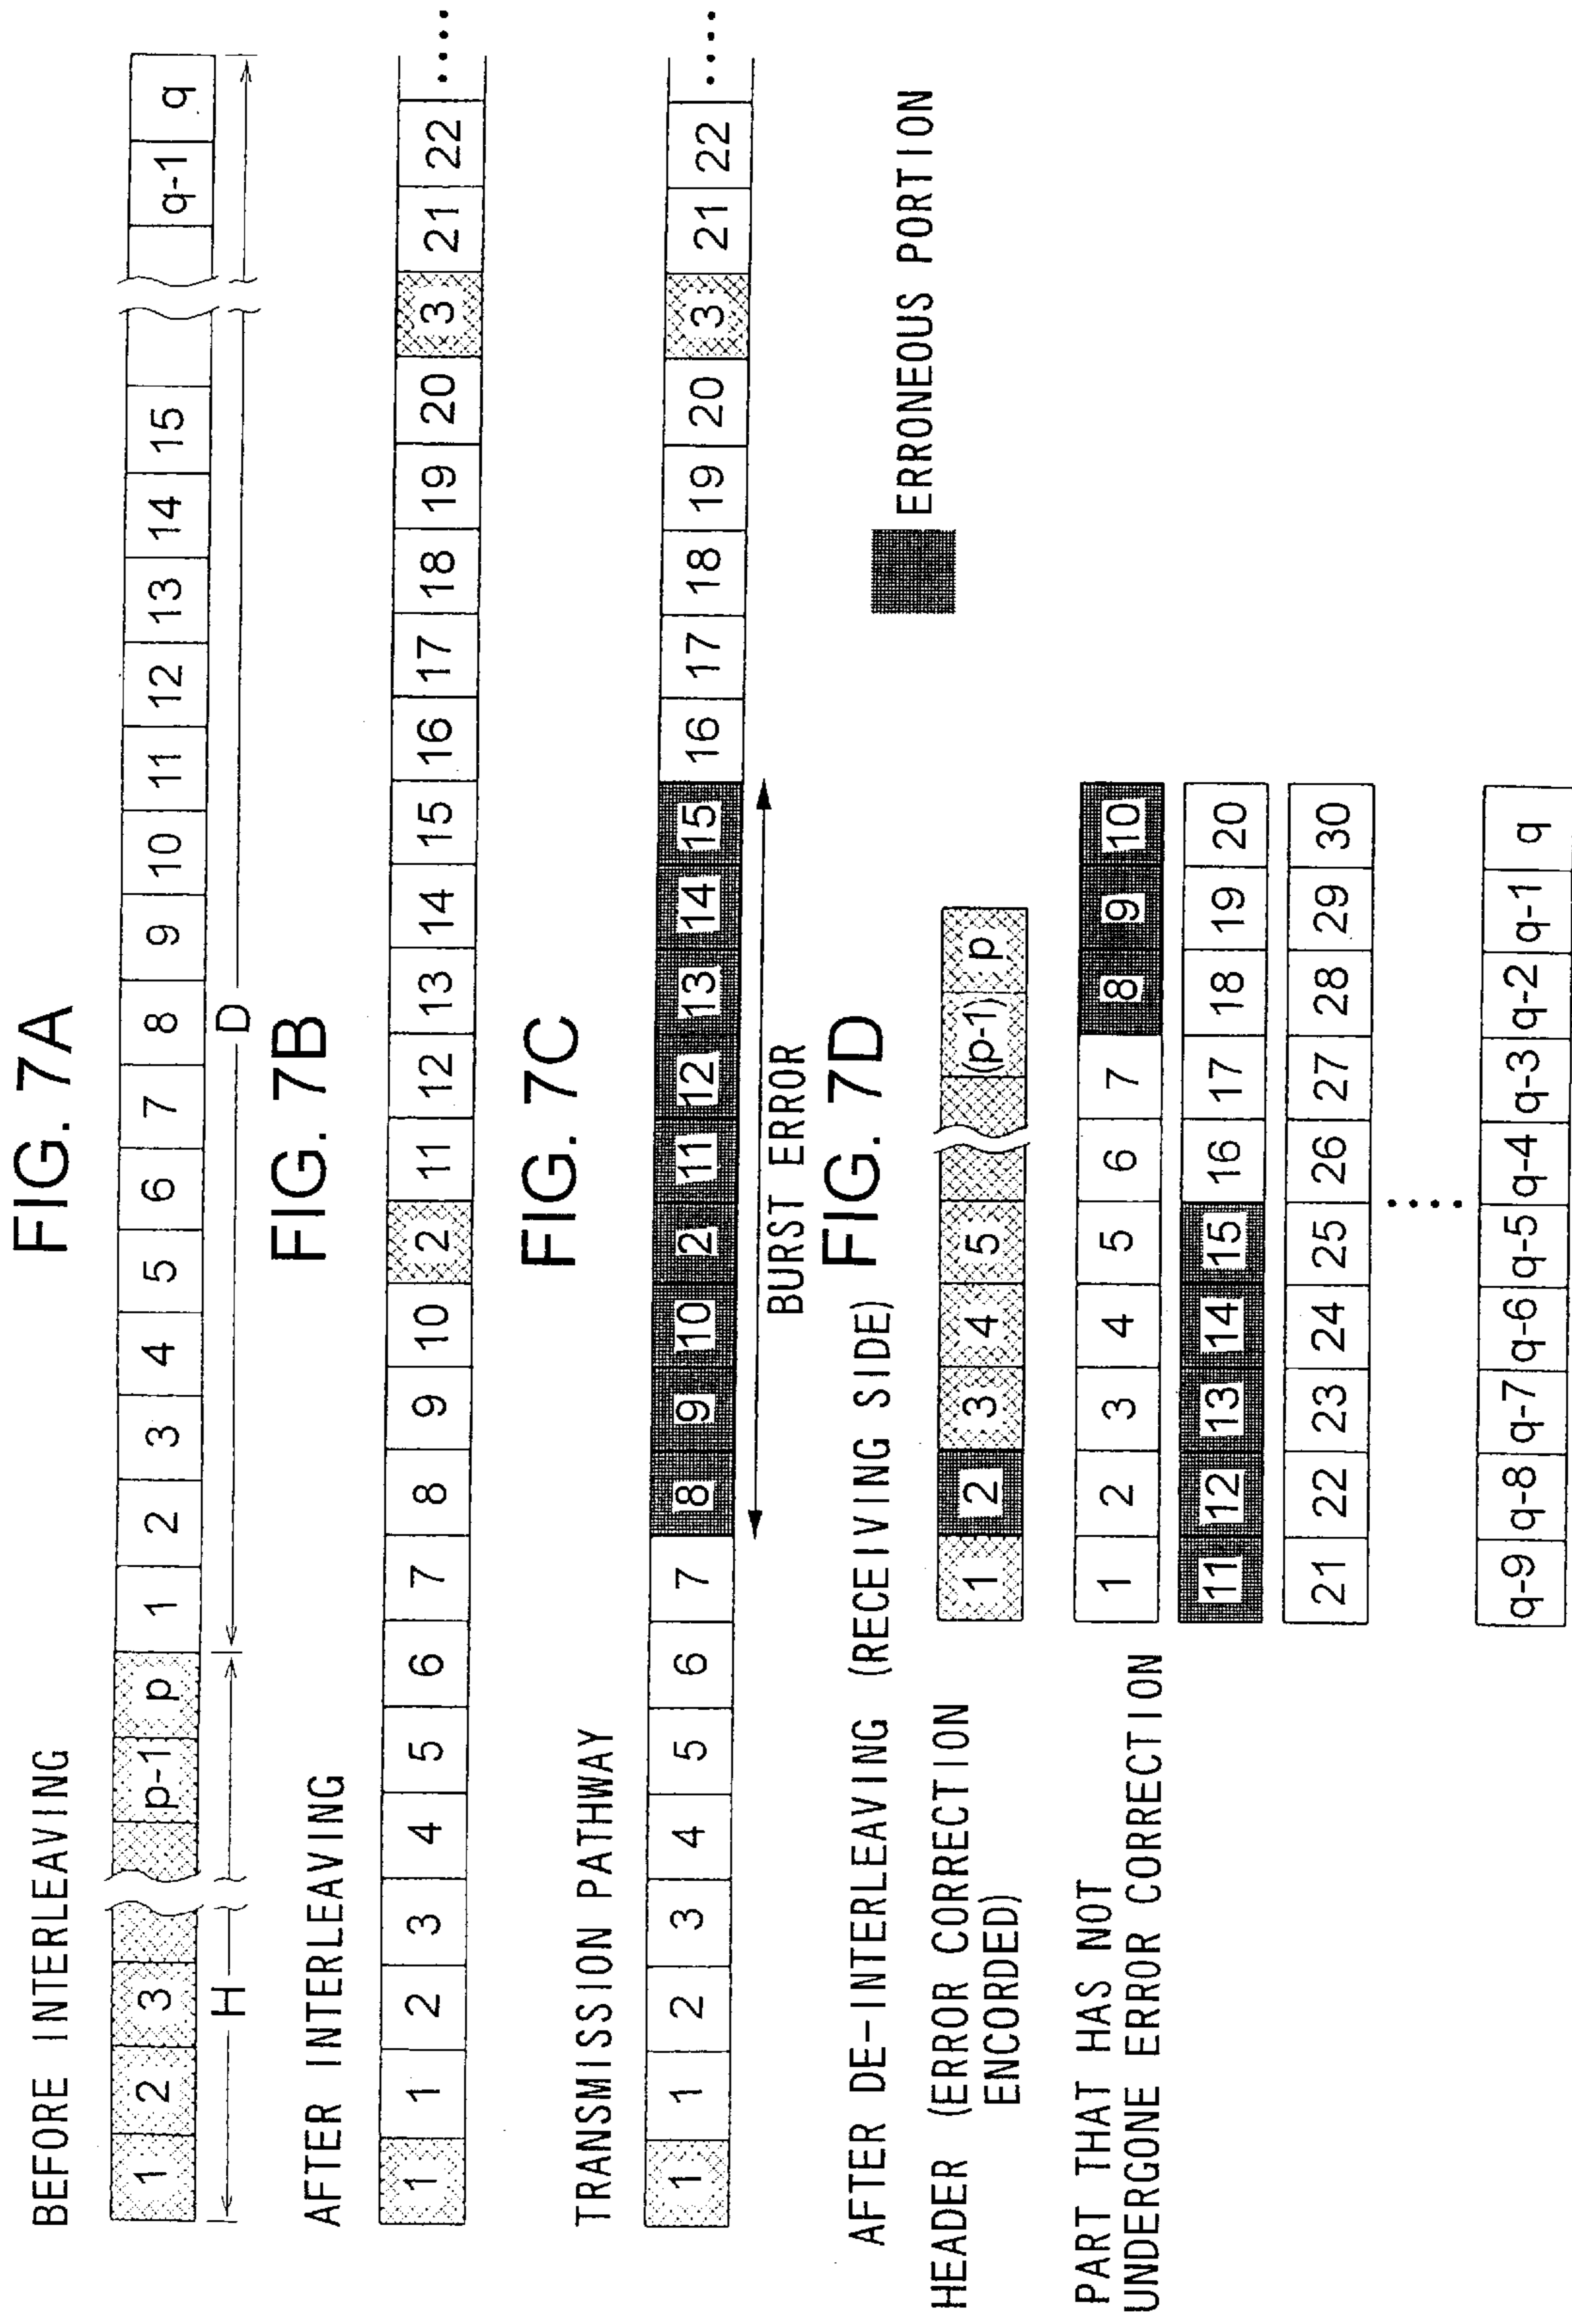 FIG. 7A
BEFORE INTERLEAVING
1 2 3 p-1 p 1 2 3 4 5 6 7 8 9 10 11 12 13 14 15 q-1 q
H D
FIG. 7B
AFTER INTERLEAVING
1 1 2 3 4 5 6 7 8 9 10 2 11 12 13 14 15 16 17 18 19 20 3 21 22 ....
FIG. 7C
TRANSMISSION PATHWAY
1 1 2 3 4 5 6 7 8 9 10 2 11 12 13 14 15 16 17 18 19 20 3 21 22 ....
BURST ERROR
FIG. 7D
ERRONEOUS PORTION
AFTER DE-INTERLEAVING (RECEIVING SIDE)
HEADER (ERROR CORRECTION
ENCORDED)
1 2 3 4 5 (p-1) p
PART THAT HAS NOT
UNDERGONE ERROR CORRECTION
1 2 3 4 5 6 7 8 9 10
11 12 13 14 15 16 17 18 19 20
21 22 23 24 25 26 27 28 29 30
....
q-9 q-8 q-7 q-6 q-5 q-4 q-3 q-2 q-1 q